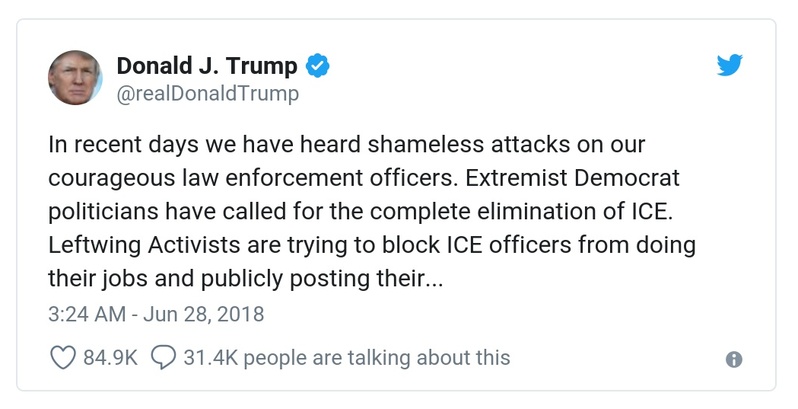 Donald J. Trump
@realDonaldTrump
In recent days we have heard shameless attacks on our
courageous law enforcement officers. Extremist Democrat
politicians have called for the complete elimination of ICE.
Leftwing Activists are trying to block ICE officers from doing
their jobs and publicly posting their...
3:24 AM - Jun 28, 2018
84.9K 31.4K people are talking about this